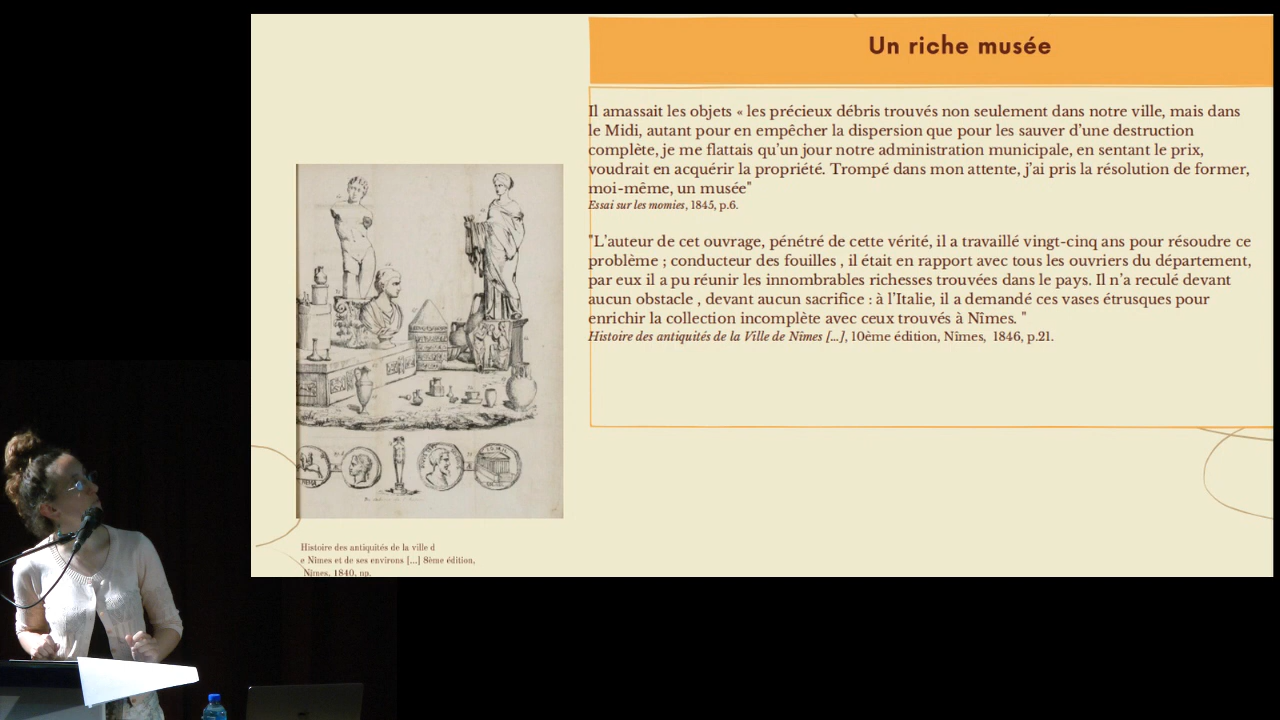 Un riche musée
Il amassait les objets « les précieux débris trouvés non seulement dans notre ville, mais dans
le Midi, autant pour en empêcher la dispersion que pour les sauver d’une destruction
complète, je me flattais qu’un jour notre administration municipale, en sentant le prix,
voudrait en acquérir la propriété. Trompé dans mon attente, j’ai pris la résolution de former,
moi-même, un musée"
Essai sur les momies, 1845, p.6.
"L’auteur de cet ouvrage, pénétré de cette vérité, il a travaillé vingt-cinq ans pour résoudre ce
problème ; conducteur des fouilles , il était en rapport avec tous les ouvriers du département,
par eux il a pu réunir les innombrables richesses trouvées dans le pays. Il n’a reculé devant
aucun obstacle , devant aucun sacrifice : à l’Italie, il a demandé ces vases étrusques pour
enrichir la collection incomplète avec ceux trouvés à Nîmes. "
Histoire des antiquités de la Ville de Nîmes [...], 10ème édition, Nîmes, 1846, p.21.
Histoire des antiquités de la ville d
e Nîmes et de ses environs [...] 8ème édition,
Nîmes, 1840, np.